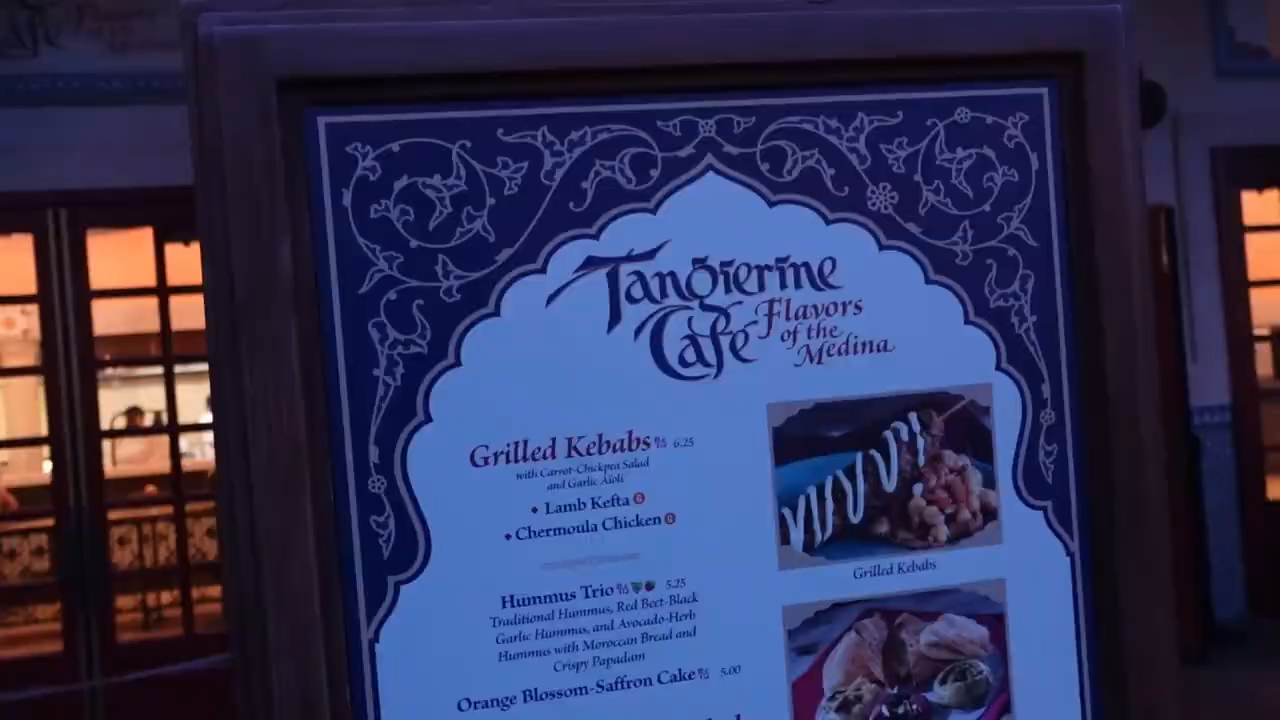 Tangierine
Café Flavors
of the
Medina
Grilled Kebabs 6.25
with Carrot-Chickpea Salad
and Garlic Aioli
• Lamb Kefta G
• Chermoula Chicken G
Grilled Kebabs
Hummus Trio 5.25
Traditional Hummus, Red Beet-Black
Garlic Hummus, and Avocado-Herb
Hummus with Moroccan Bread and
Crispy Papadam
Orange Blossom-Saffron Cake 5.00